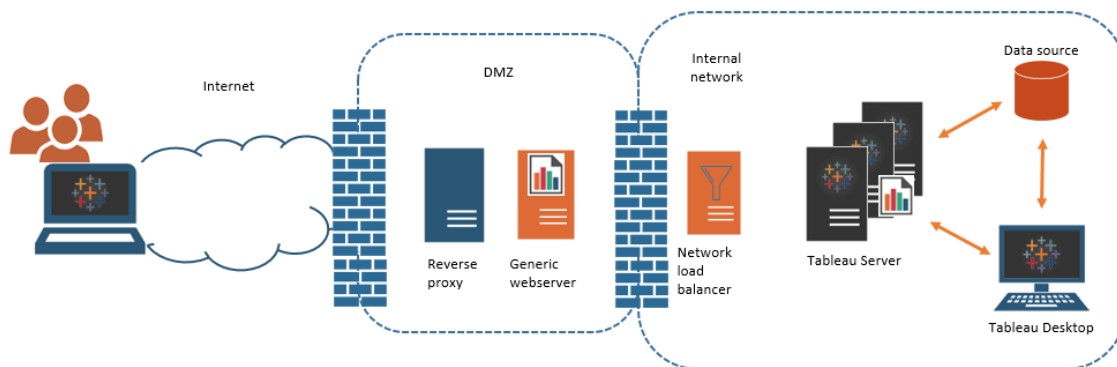 Internet
DMZ
Internal
network
Data source
Reverse
proxy
Generic
webserver
Network
load
balancer
Tableau Server
Tableau Desktop